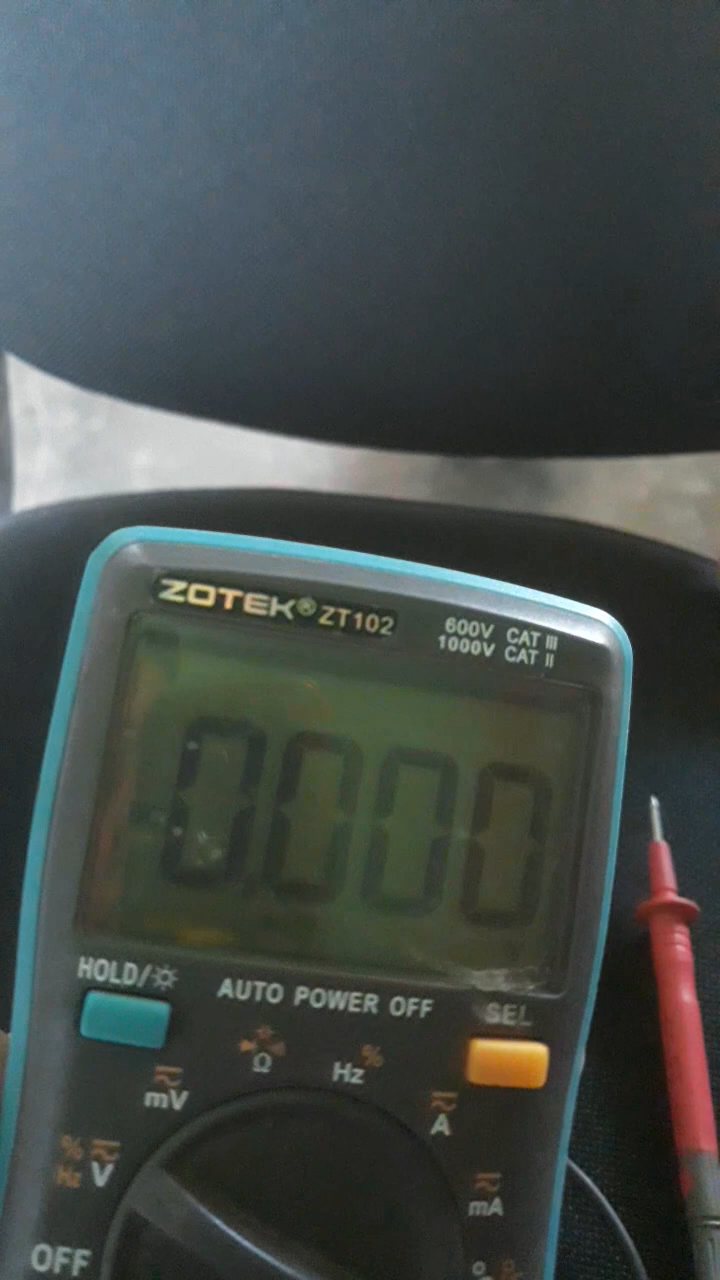 ZOTEK® ZT102
600V CAT III
1000V CAT II
0.000
HOLD/
AUTO POWER OFF
SEL
Ω
Hz %
mV
A
% Hz V
mA
OFF